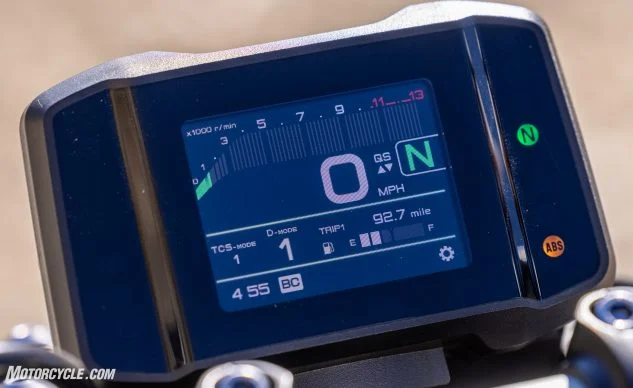 x1000 r/min
0 1 3 5 7 9 11 13
0 MPH
QS
N
N
ABS
TCS-MODE
1
D-MODE
1
TRIP1 92.7 mile
E F
4 55 BC
MOTORCYCLE.COM